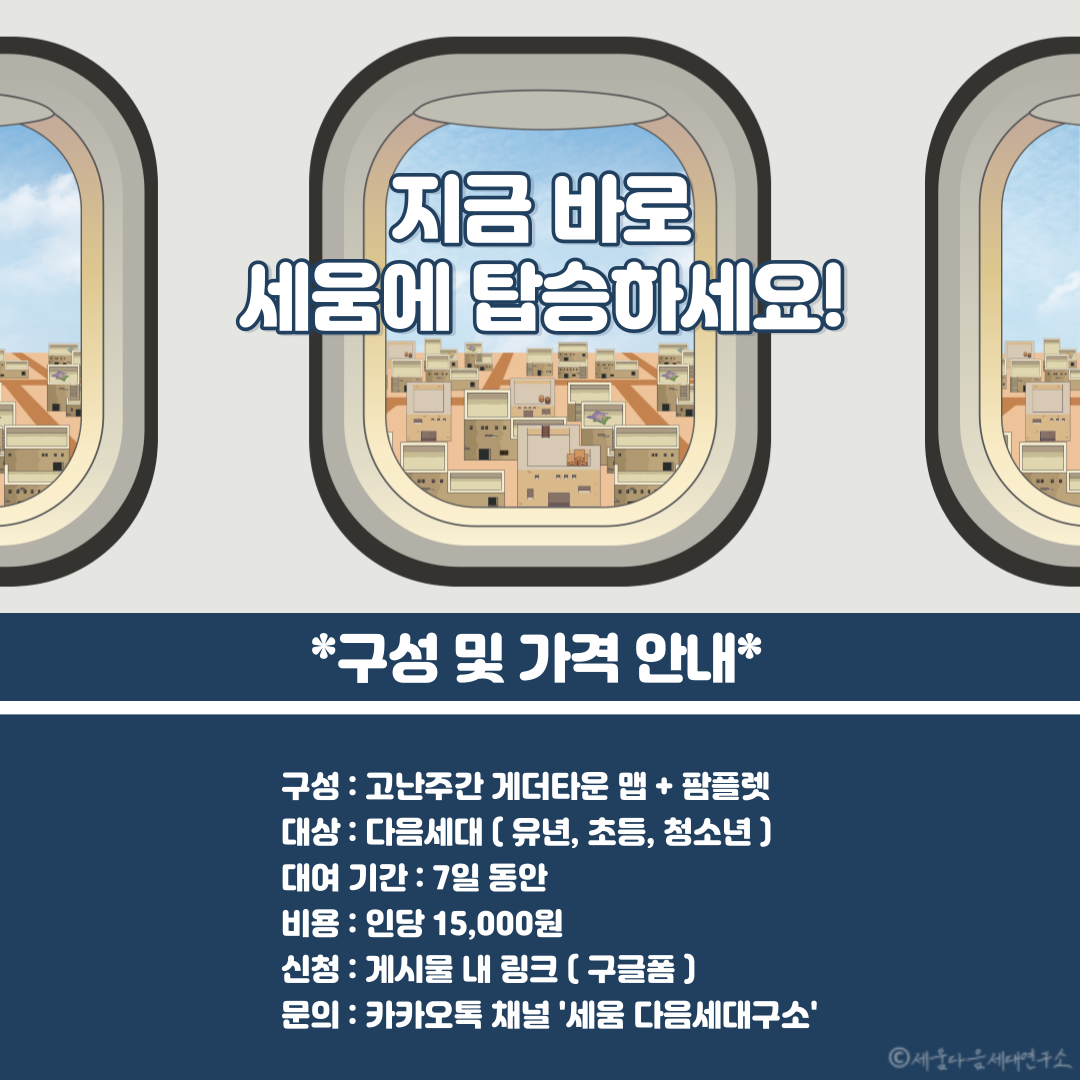 지금 바로
세움에 탑승하세요!
*구성 및 가격 안내*
구성 : 고난주간 게더타운 맵 + 팜플렛
대상 : 다음세대 ( 유년, 초등, 청소년 )
대여 기간 : 7일 동안
비용 : 인당 15,000원
신청 : 게시물 내 링크 ( 구글폼 )
문의 : 카카오톡 채널 '세움 다음세대구소'
©세움다음세대연구소